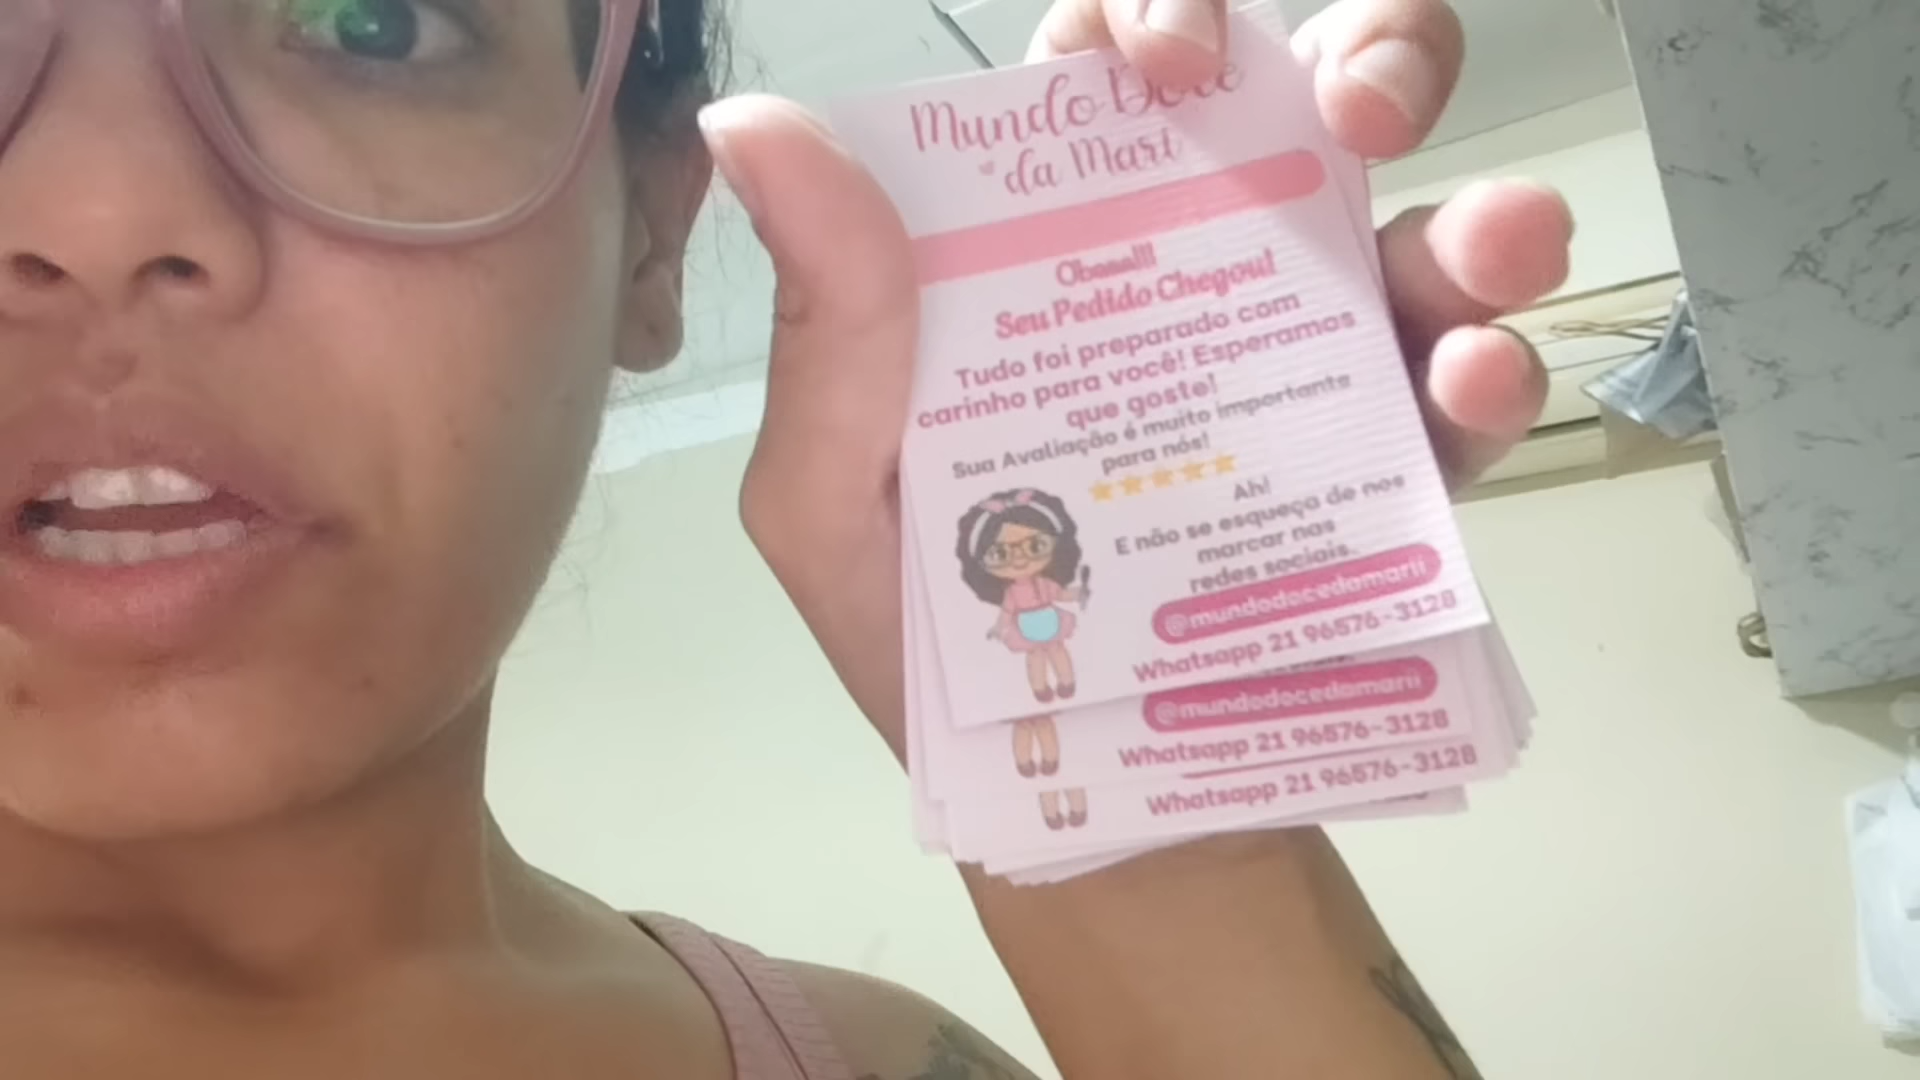 Mundo Doce
da Mari
Obaaa!!!
Seu Pedido Chegou!
Tudo foi preparado com
carinho para você! Esperamos
que goste!
Sua Avaliação é muito importante
para nós!
Ah!
E não se esqueça de nos
marcar nas
redes sociais.
@mundodocedamarii
Whatsapp 21 96576-3128
@mundodocedamarii
Whatsapp 21 96576-3128
Whatsapp 21 96576-3128